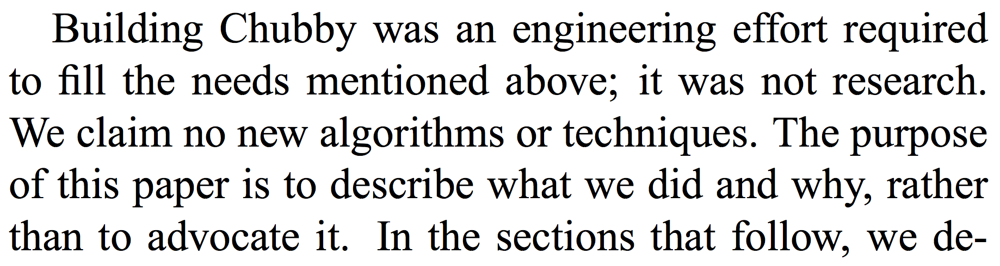 Building Chubby was an engineering effort required
to fill the needs mentioned above; it was not research.
We claim no new algorithms or techniques. The purpose
of this paper is to describe what we did and why, rather
than to advocate it. In the sections that follow, we de-